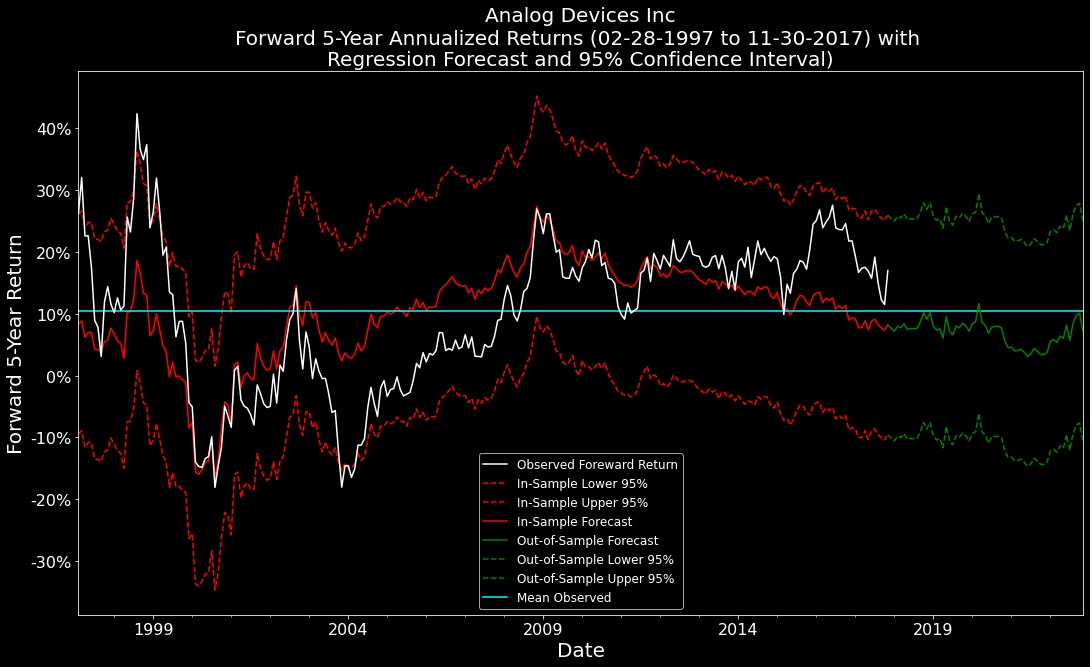 Analog Devices Inc
Forward 5-Year Annualized Returns (02-28-1997 to 11-30-2017) with
Regression Forecast and 95% Confidence Interval)
Forward 5-Year Return
40%
30%
20%
10%
0%
-10%
-20%
-30%
Observed Foreward Return
In-Sample Lower 95%
In-Sample Upper 95%
In-Sample Forecast
Out-of-Sample Forecast
Out-of-Sample Lower 95%
Out-of-Sample Upper 95%
Mean Observed
1999 2004 2009 2014 2019
Date